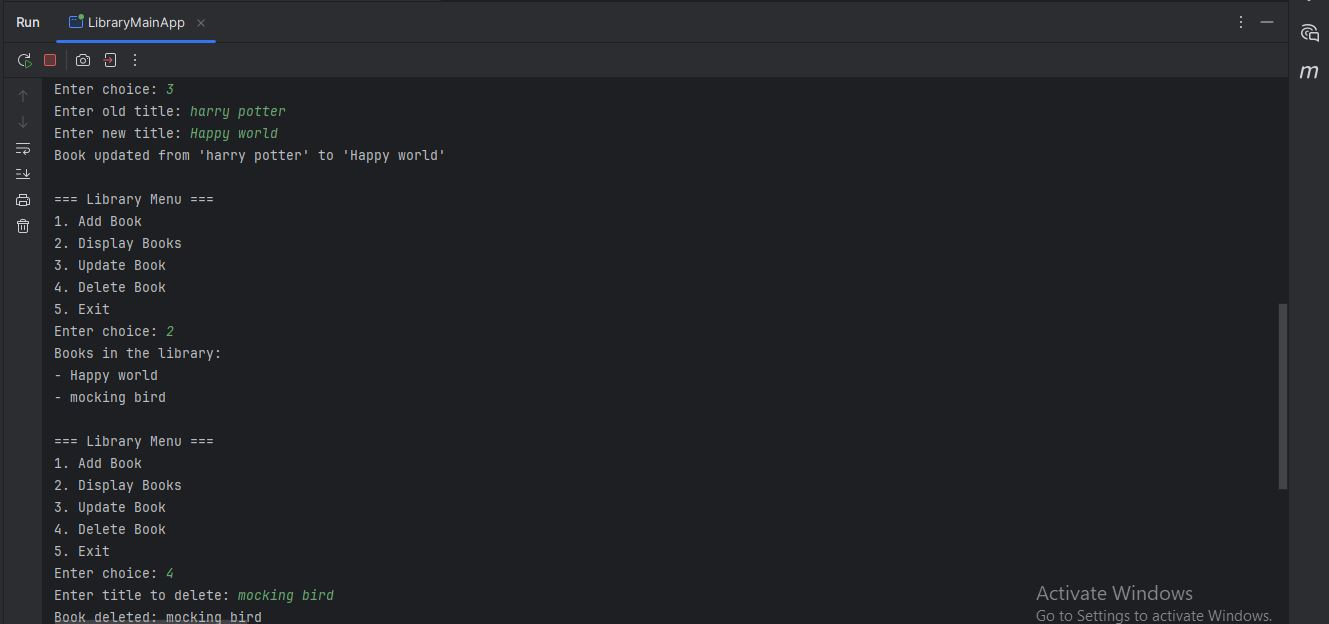 Run LibraryMainApp
Enter choice: 3
Enter old title: harry potter
Enter new title: Happy world
Book updated from 'harry potter' to 'Happy world'
=== Library Menu ===
1. Add Book
2. Display Books
3. Update Book
4. Delete Book
5. Exit
Enter choice: 2
Books in the library:
- Happy world
- mocking bird
=== Library Menu ===
1. Add Book
2. Display Books
3. Update Book
4. Delete Book
5. Exit
Enter choice: 4
Enter title to delete: mocking bird
Book deleted: mocking bird
m
Activate Windows
Go to Settings to activate Windows.